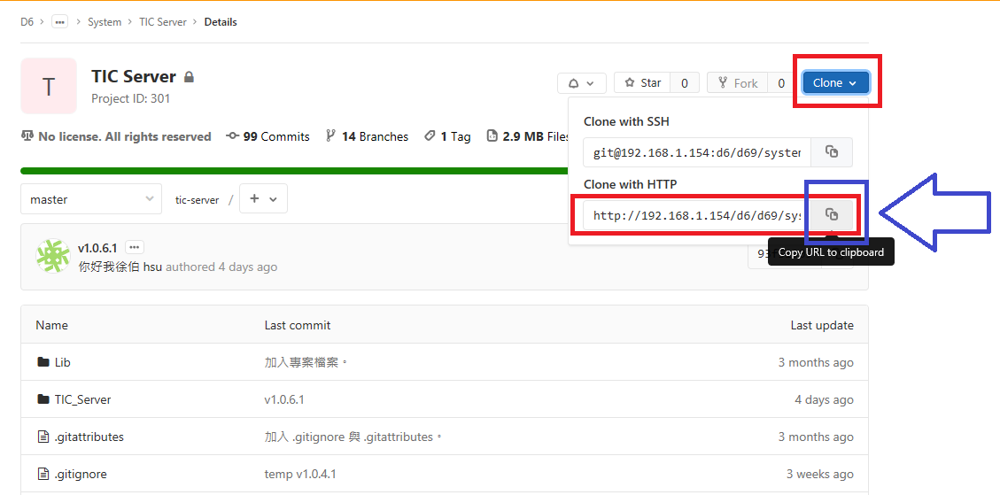 D6 > ... > System > TIC Server > Details
T
TIC Server
Project ID: 301
Star 0
Fork 0
Clone
No license. All rights reserved
99 Commits
14 Branches
1 Tag
2.9 MB Files
Clone with SSH
git@192.168.1.154:d6/d69/system
Clone with HTTP
http://192.168.1.154/d6/d69/sys
Copy URL to clipboard
master
tic-server / +
v1.0.6.1 ...
你好我徐伯 hsu authored 4 days ago
Name Last commit Last update
Lib 加入專案檔案。 3 months ago
TIC_Server v1.0.6.1 4 days ago
.gitattributes 加入 .gitignore 與 .gitattributes。 3 months ago
.gitignore temp v1.0.4.1 3 weeks ago